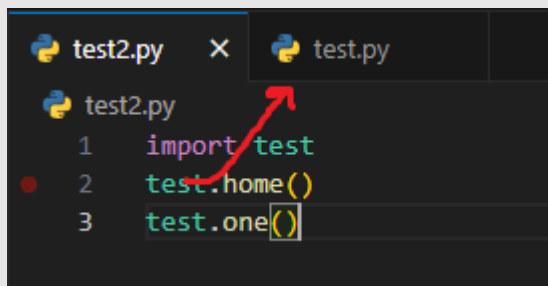 test2.py × test.py
test2.py
1 import test
2 test.home()
3 test.one()